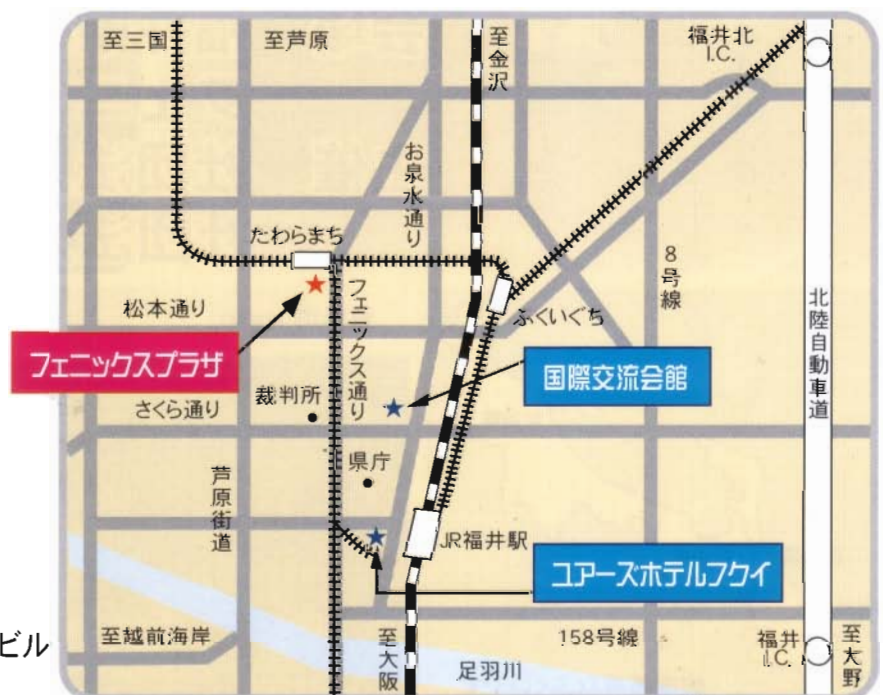 至三国
至芦原
至金沢
福井北
I.C.
お泉水通り
たわらまち
8号線
松本通り
フェニックス通り
ふくいぐち
北陸自動車道
フェニックスプラザ
国際交流会館
裁判所
さくら通り
県庁
芦原街道
JR福井駅
ユアーズホテルフクイ
ビル
至越前海岸
至大阪
158号線
福井
I.C.
至大野
足羽川